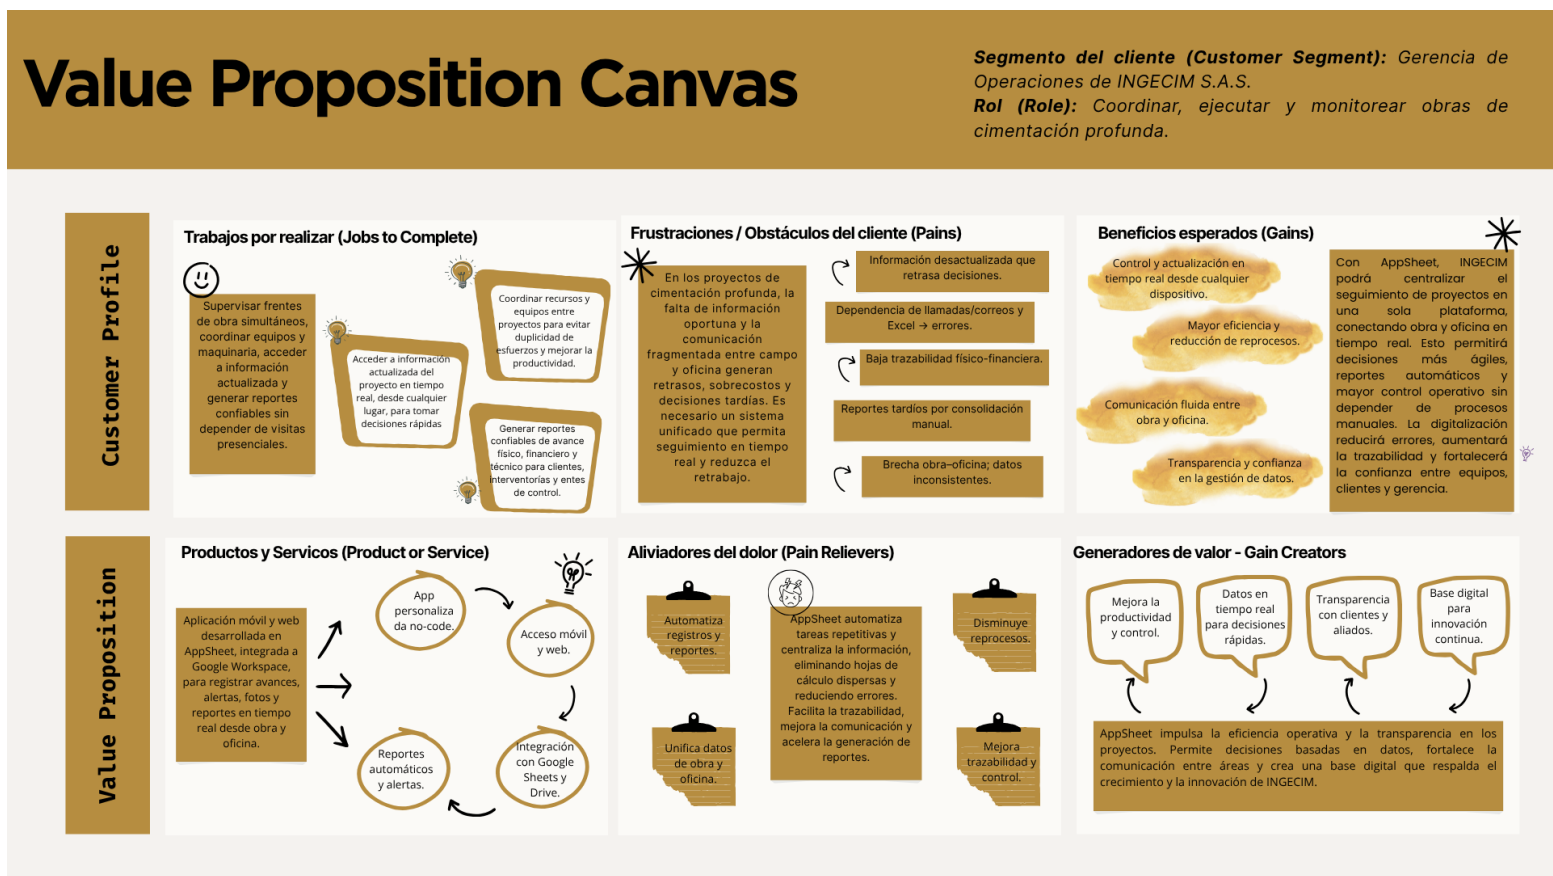 Value Proposition Canvas
Segmento del cliente (Customer Segment): Gerencia de
Operaciones de INGECIM S.A.S.
Rol (Role): Coordinar, ejecutar y monitorear obras de
cimentación profunda.
Customer Profile
Trabajos por realizar (Jobs to Complete)
Supervisar frentes
de obra simultáneos,
coordinar equipos y
maquinaria, acceder
a información
actualizada y
generar reportes
confiables sin
depender de visitas
presenciales.
Acceder a información
actualizada del
proyecto en tiempo
real, desde cualquier
lugar, para tomar
decisiones rápidas
Coordinar recursos y
equipos entre
proyectos para evitar
duplicidad de
esfuerzos y mejorar la
productividad.
Generar reportes
confiables de avance
físico, financiero y
técnico para clientes,
interventorías y entes
de control.
Frustraciones / Obstáculos del cliente (Pains)
En los proyectos de
cimentación profunda, la
falta de información
oportuna y la
comunicación
fragmentada entre campo
y oficina generan
retrasos, sobrecostos y
decisiones tardías. Es
necesario un sistema
unificado que permita
seguimiento en tiempo
real y reduzca el
retrabajo.
Información desactualizada que
retrasa decisiones.
Dependencia de llamadas/correos y
Excel → errores.
Baja trazabilidad físico-financiera.
Reportes tardíos por consolidación
manual.
Brecha obra–oficina; datos
inconsistentes.
Beneficios esperados (Gains)
Control y actualización en
tiempo real desde cualquier
dispositivo.
Mayor eficiencia y
reducción de reprocesos.
Comunicación fluida entre
obra y oficina.
Transparencia y confianza
en la gestión de datos.
Con AppSheet, INGECIM
podrá centralizar el
seguimiento de proyectos en
una sola plataforma,
conectando obra y oficina en
tiempo real. Esto permitirá
decisiones más ágiles,
reportes automáticos y
mayor control operativo sin
depender de procesos
manuales. La digitalización
reducirá errores, aumentará
la trazabilidad y fortalecerá
la confianza entre equipos,
clientes y gerencia.
Value Proposition
Productos y Servicos (Product or Service)
Aplicación móvil y web
desarrollada en
AppSheet, integrada a
Google Workspace,
para registrar avances,
alertas, fotos y
reportes en tiempo
real desde obra y
oficina.
App
personaliza
da no-code.
Acceso móvil
y web.
Integración
con Google
Sheets y
Drive.
Reportes
automáticos
y alertas.
Aliviadores del dolor (Pain Relievers)
Automatiza
registros y
reportes.
Unifica datos
de obra y
oficina.
AppSheet automatiza
tareas repetitivas y
centraliza la información,
eliminando hojas de
cálculo dispersas y
reduciendo errores.
Facilita la trazabilidad,
mejora la comunicación y
acelera la generación de
reportes.
Disminuye
reprocesos.
Mejora
trazabilidad y
control.
Generadores de valor - Gain Creators
Mejora la
productividad
y control.
Datos en
tiempo real
para decisiones
rápidas.
Transparencia
con clientes y
aliados.
Base digital
para
innovación
continua.
AppSheet impulsa la eficiencia operativa y la transparencia en los
proyectos. Permite decisiones basadas en datos, fortalece la
comunicación entre áreas y crea una base digital que respalda el
crecimiento y la innovación de INGECIM.